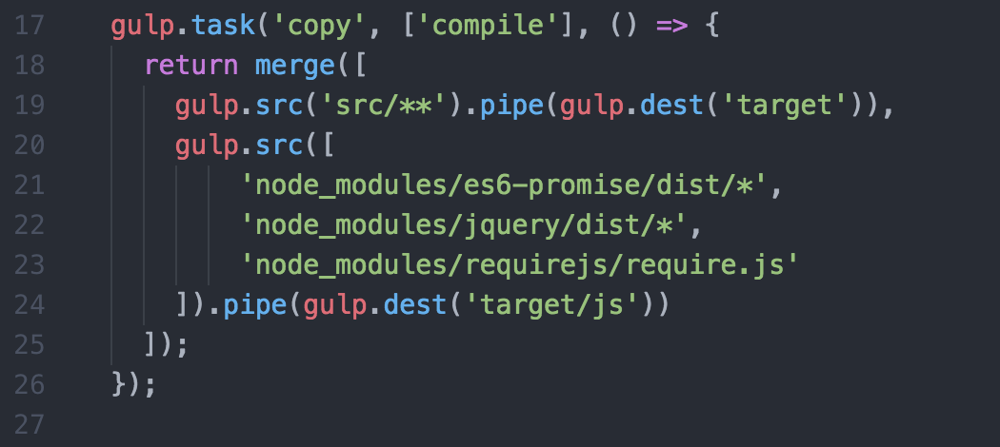 17 gulp.task('copy', ['compile'], () => {
18 return merge([
19 gulp.src('src/**').pipe(gulp.dest('target')),
20 gulp.src([
21 'node_modules/es6-promise/dist/*',
22 'node_modules/jquery/dist/*',
23 'node_modules/requirejs/require.js'
24 ]).pipe(gulp.dest('target/js'))
25 ]);
26 });
27